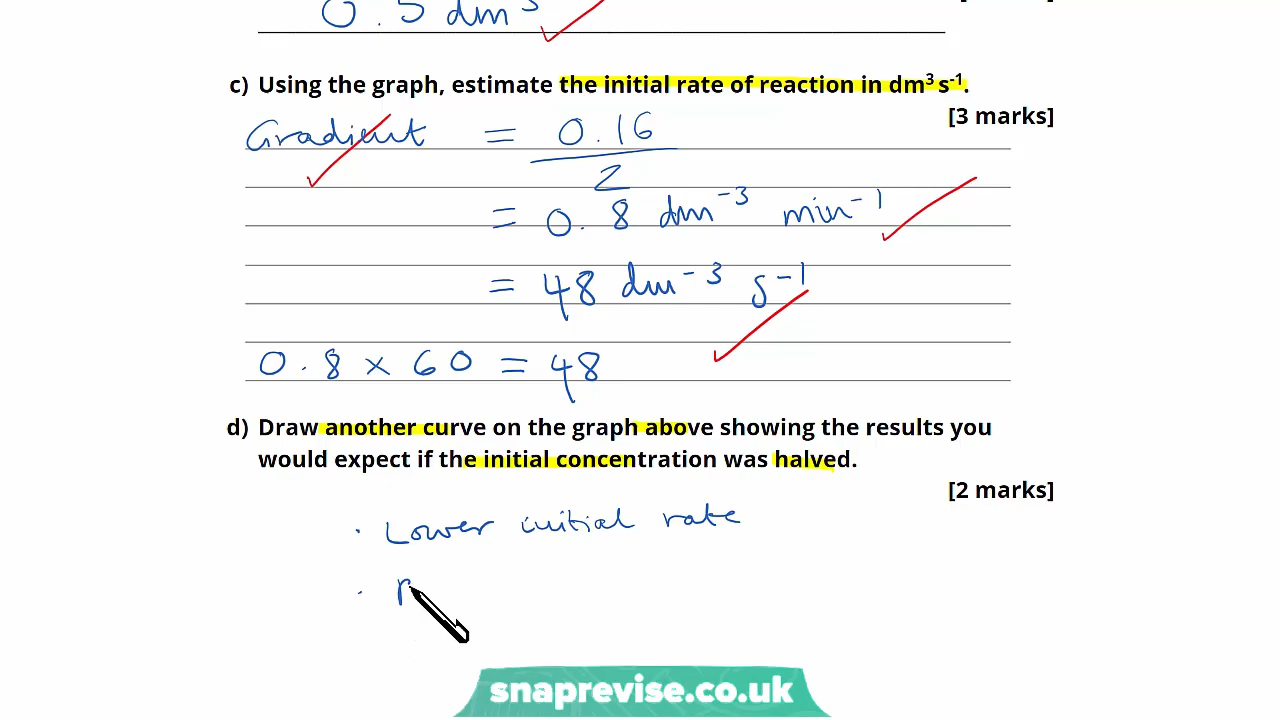 0.5 dm³
c) Using the graph, estimate the initial rate of reaction in dm³ s⁻¹.
[3 marks]
Gradient = 0.16
2
= 0.8 dm⁻³ min⁻¹
= 48 dm⁻³ s⁻¹
0.8 × 60 = 48
d) Draw another curve on the graph above showing the results you
would expect if the initial concentration was halved.
[2 marks]
· Lower initial rate
·
snaprevise.co.uk